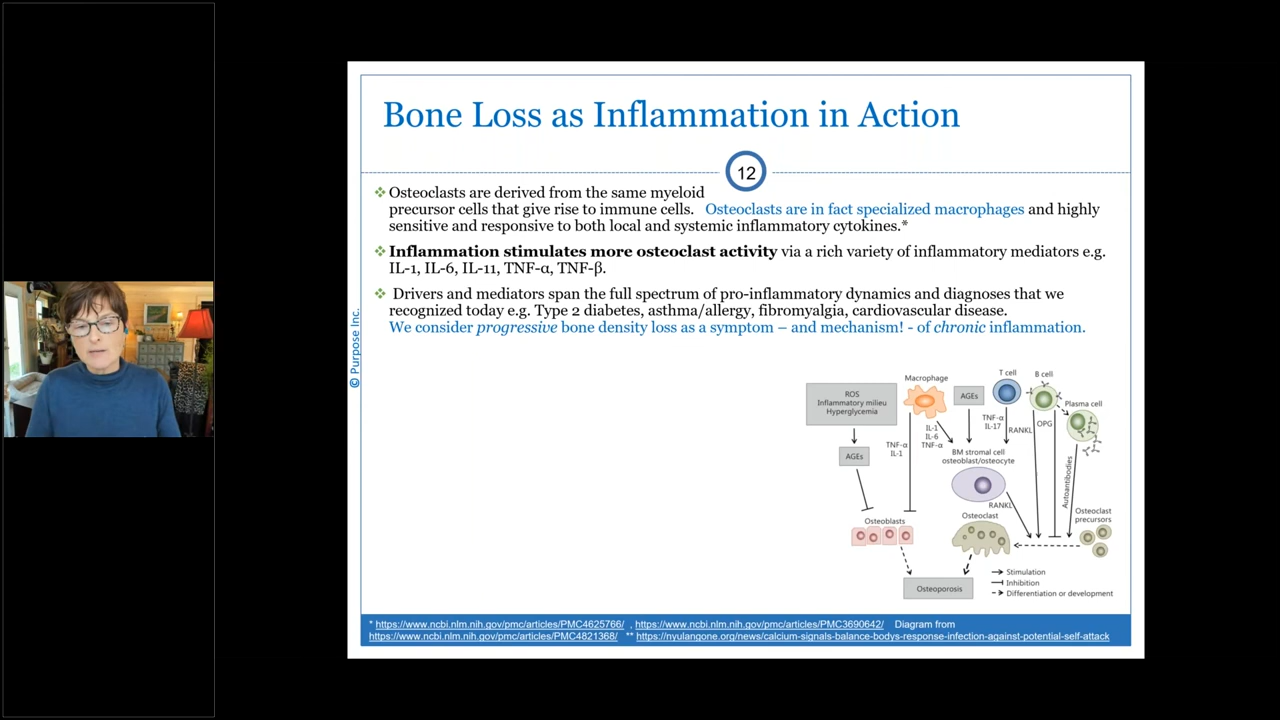 Bone Loss as Inflammation in Action
12
Osteoclasts are derived from the same myeloid
precursor cells that give rise to immune cells. Osteoclasts are in fact specialized macrophages and highly
sensitive and responsive to both local and systemic inflammatory cytokines.*
Inflammation stimulates more osteoclast activity via a rich variety of inflammatory mediators e.g.
IL-1, IL-6, IL-11, TNF-α, TNF-β.
Drivers and mediators span the full spectrum of pro-inflammatory dynamics and diagnoses that we
recognized today e.g. Type 2 diabetes, asthma/allergy, fibromyalgia, cardiovascular disease.
We consider progressive bone density loss as a symptom – and mechanism! - of chronic inflammation.
© Purpose Inc.
ROS
Inflammatory milieu
Hyperglycemia
AGEs
Macrophage
TNF-α
IL-1
IL-1
IL-6
TNF-α
AGEs
T cell
TNF-α
IL-17
B cell
RANKL
OPG
Plasma cell
Autoantibodies
BM stromal cell
osteoblast/osteocyte
RANKL
Osteoblasts
Osteoclast
Osteoclast
precursors
Osteoporosis
Stimulation
Inhibition
Differentiation or development
* https://www.ncbi.nlm.nih.gov/pmc/articles/PMC4625766/ , https://www.ncbi.nlm.nih.gov/pmc/articles/PMC3690642/ Diagram from
https://www.ncbi.nlm.nih.gov/pmc/articles/PMC4821368/ ** https://nyulangone.org/news/calcium-signals-balance-bodys-response-infection-against-potential-self-attack